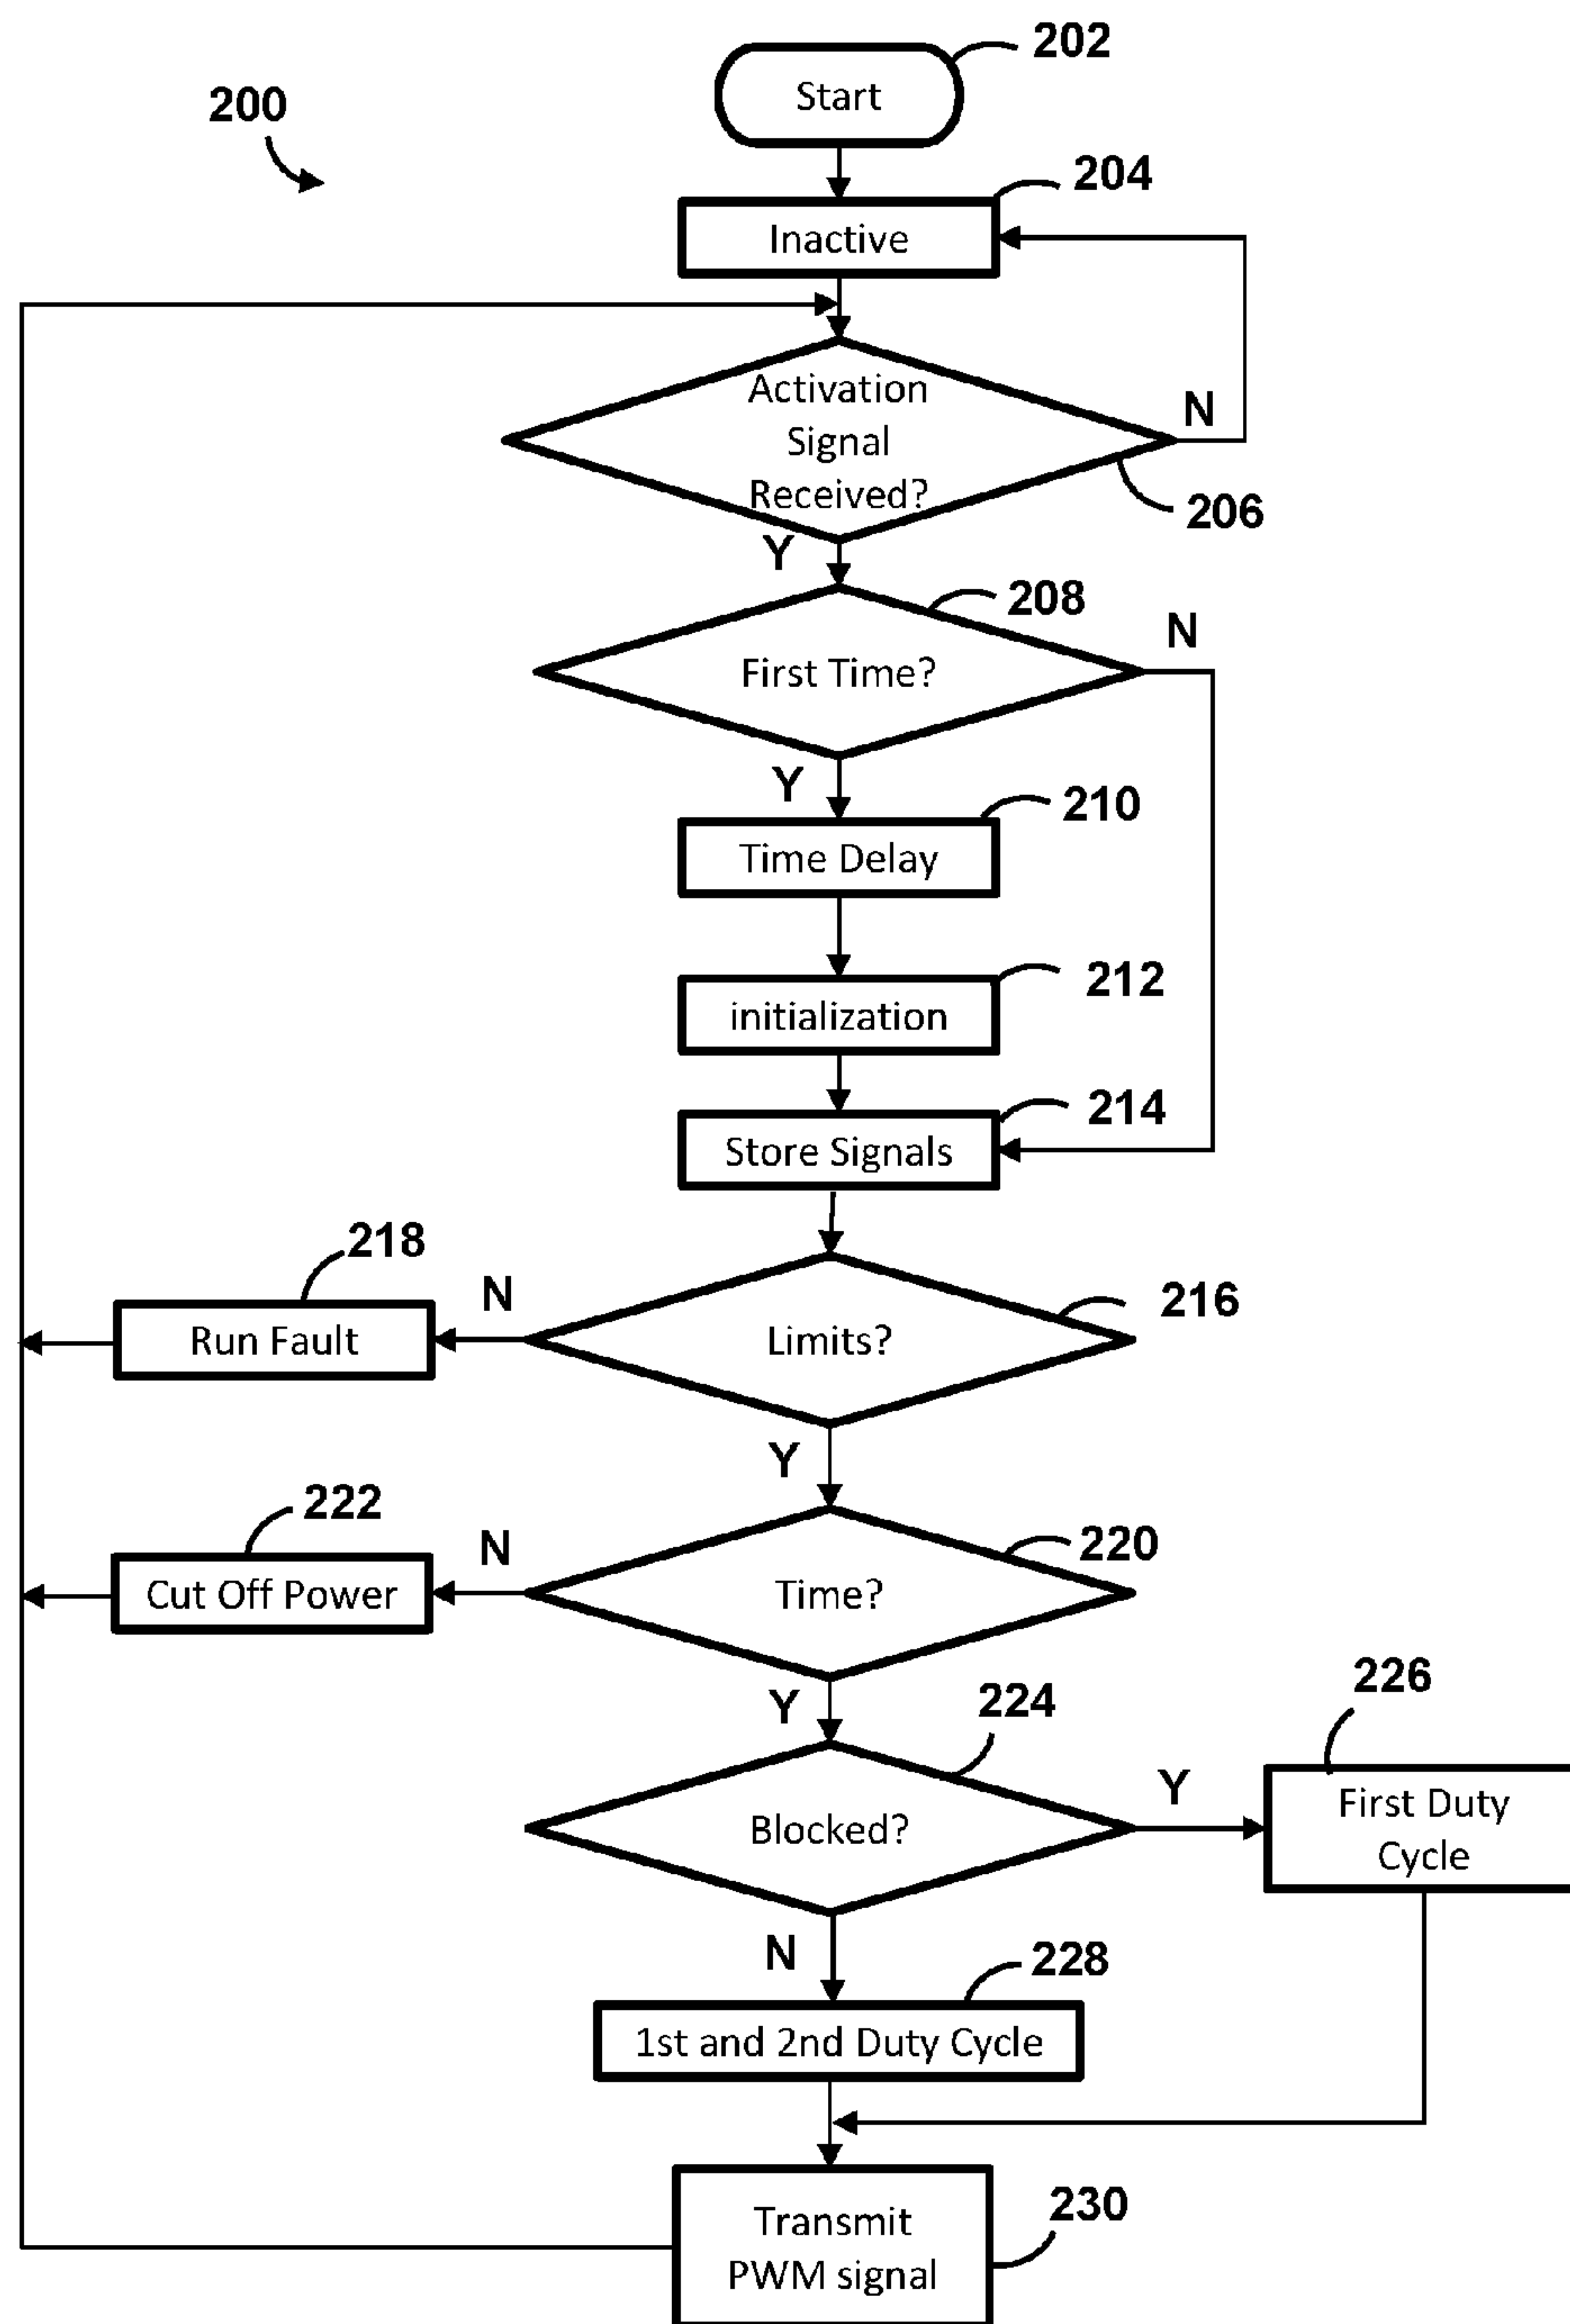 202
Start
200
204
Inactive
Activation
Signal
Received?
N
206
Y
208
N
First Time?
Y
210
Time Delay
212
initialization
214
Store Signals
218
N
216
Run Fault
Limits?
Y
222
N
220
Cut Off Power
Time?
Y
224
226
Y
First Duty
Cycle
Blocked?
N
228
1st and 2nd Duty Cycle
230
Transmit
PWM signal